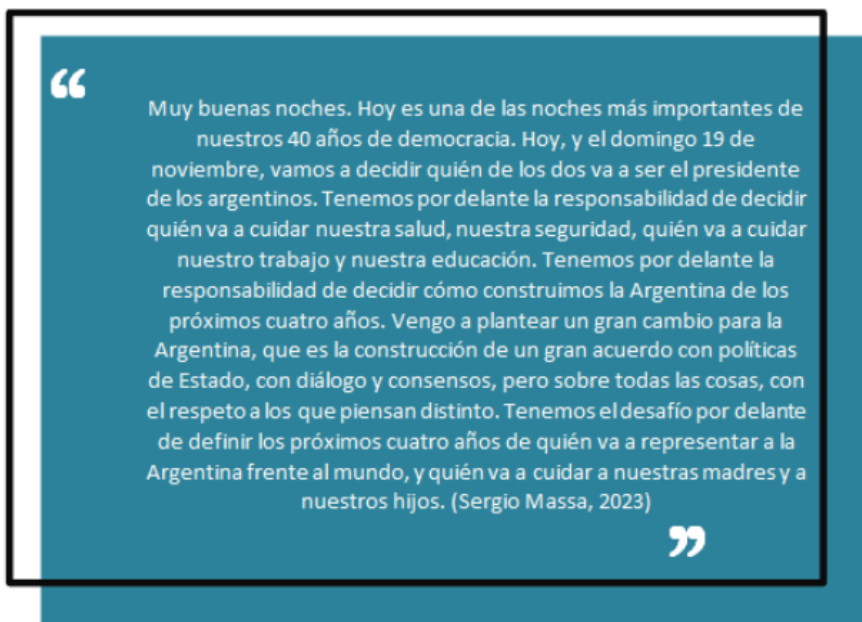 “
Muy buenas noches. Hoy es una de las noches más importantes de
nuestros 40 años de democracia. Hoy, y el domingo 19 de
noviembre, vamos a decidir quién de los dos va a ser el presidente
de los argentinos. Tenemos por delante la responsabilidad de decidir
quién va a cuidar nuestra salud, nuestra seguridad, quién va a cuidar
nuestro trabajo y nuestra educación. Tenemos por delante la
responsabilidad de decidir cómo construimos la Argentina de los
próximos cuatro años. Vengo a plantear un gran cambio para la
Argentina, que es la construcción de un gran acuerdo con políticas
de Estado, con diálogo y consensos, pero sobre todas las cosas, con
el respeto a los que piensan distinto. Tenemos el desafío por delante
de definir los próximos cuatro años de quién va a representar a la
Argentina frente al mundo, y quién va a cuidar a nuestras madres y a
nuestros hijos. (Sergio Massa, 2023)
”